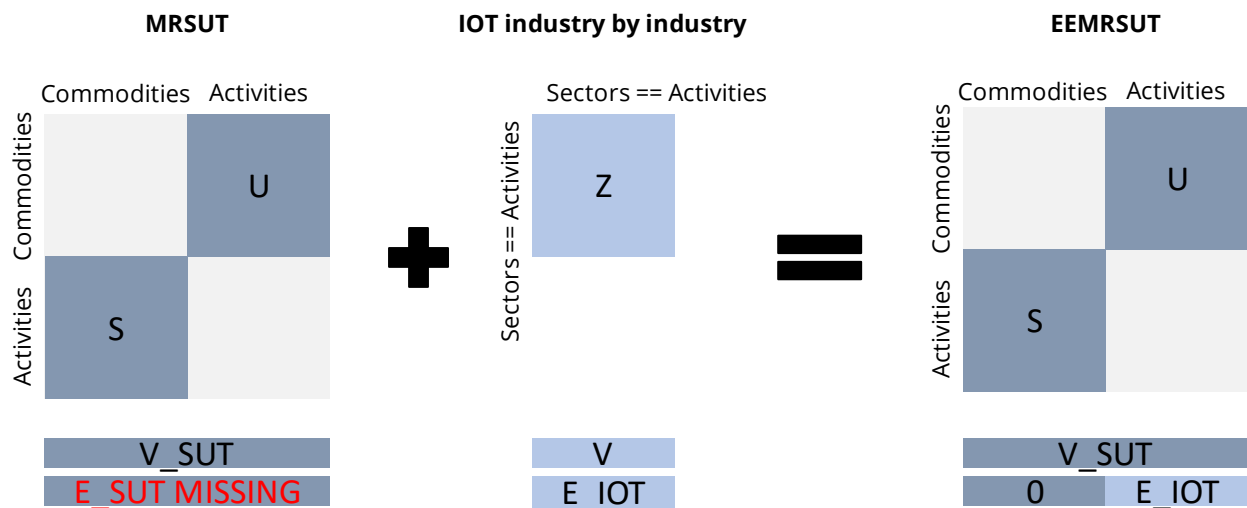 MRSUT
Commodities Activities
Commodities
U
Activities
S
V_SUT
E_SUT MISSING
IOT industry by industry
Sectors == Activities
Sectors == Activities
Z
V
E_IOT
EEMRSUT
Commodities Activities
Commodities
U
Activities
S
V_SUT
0 E_IOT